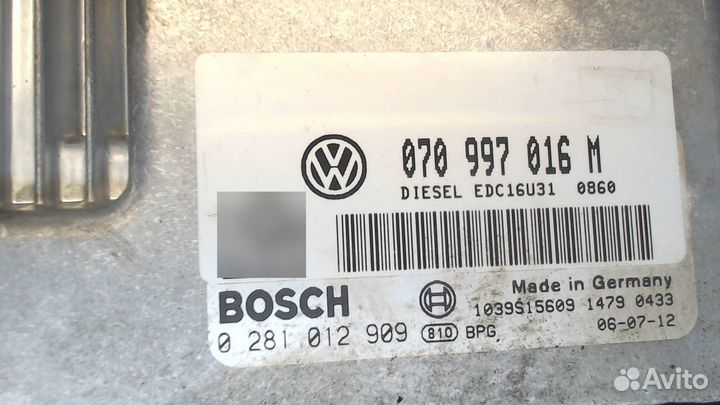 070 997 016 M
DIESEL EDC16U31 0860
BOSCH
Made in Germany
1039S15609 1479 0433
0 281 012 909 810 BPG
06-07-12
Avito